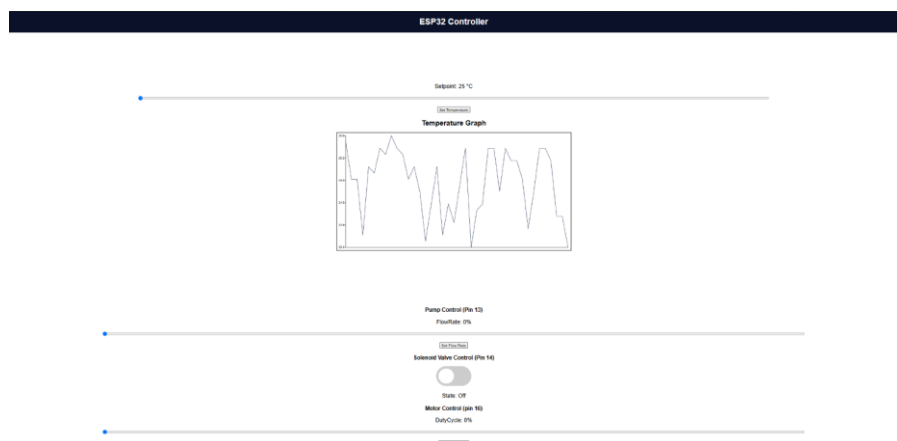 ESP32 Controller
Setpoint: 25 °C
Set Temperature
Temperature Graph
Pump Control (Pin 13)
FlowRate: 0%
Set Flow Rate
Solenoid Valve Control (Pin 14)
State: Off
Motor Control (pin 16)
DutyCycle: 0%